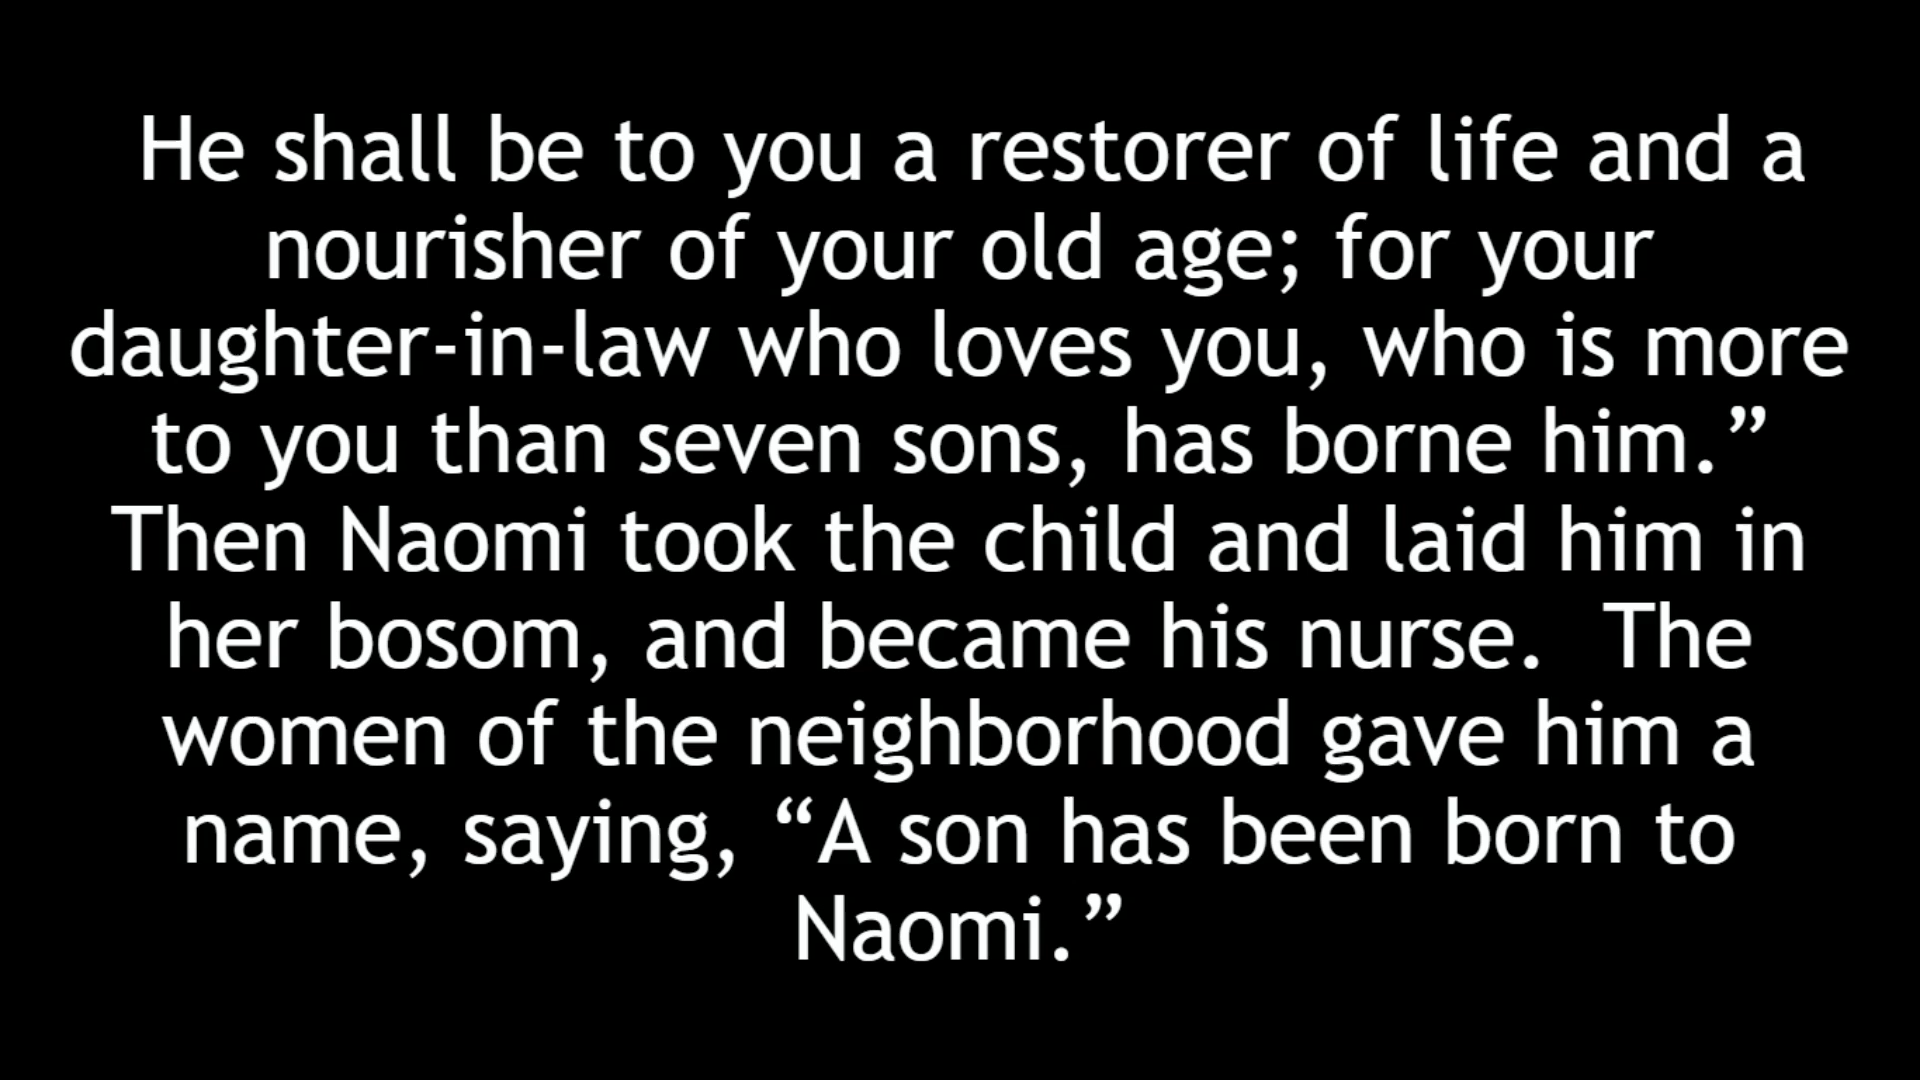 He shall be to you a restorer of life and a
nourisher of your old age; for your
daughter-in-law who loves you, who is more
to you than seven sons, has borne him.”
Then Naomi took the child and laid him in
her bosom, and became his nurse.  The
women of the neighborhood gave him a
name, saying, “A son has been born to
Naomi.”